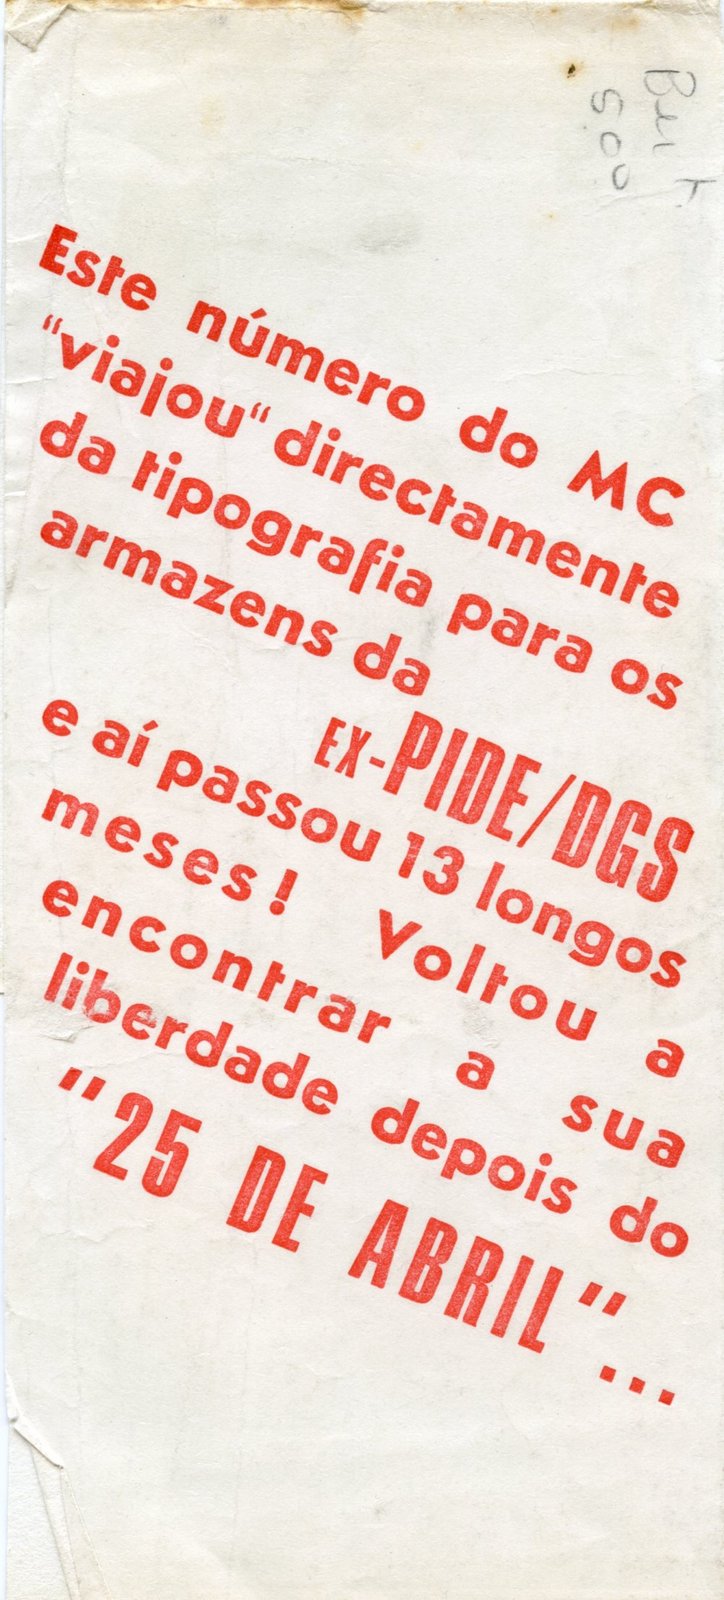 Este número do MC
“viajou“ directamente
da tipografia para os
armazens da
EX-PIDE/DGS
e aí passou 13 longos
meses! Voltou a
encontrar a sua
liberdade depois do
“25 DE ABRIL“...